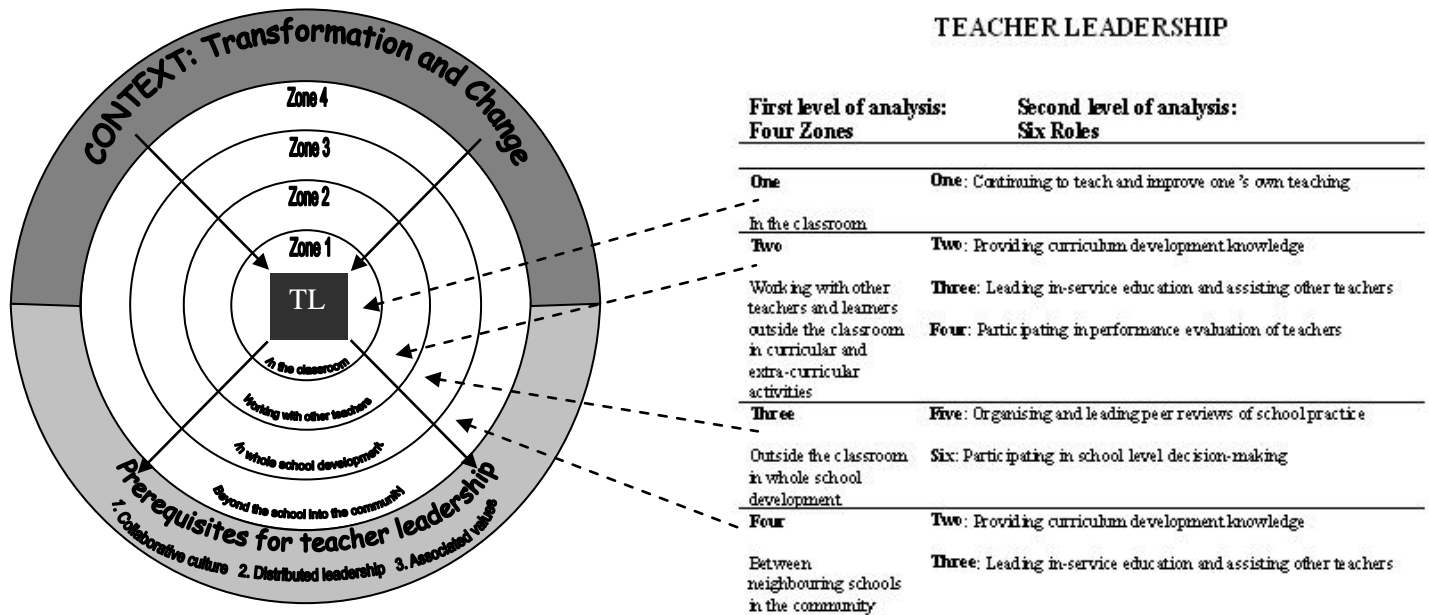 CONTEXT: Transformation and Change
Zone 4
Zone 3
Zone 2
Zone 1
TL
In the classroom
Working with other teachers
In whole school development
Beyond the school into the community
Prerequisites for teacher leadership
1. Collaborative culture 2. Distributed leadership 3. Associated values
TEACHER LEADERSHIP
First level of analysis:
Four Zones
Second level of analysis:
Six Roles
One
One: Continuing to teach and improve one's own teaching
In the classroom
Two
Two: Providing curriculum development knowledge
Working with other
teachers and learners
outside the classroom
in curricular and
extra-curricular
activities
Three: Leading in-service education and assisting other teachers
Four: Participating in performance evaluation of teachers
Three
Five: Organising and leading peer reviews of school practice
Outside the classroom
in whole school
development
Six: Participating in school level decision-making
Four
Two: Providing curriculum development knowledge
Between
neighbouring schools
in the community
Three: Leading in-service education and assisting other teachers